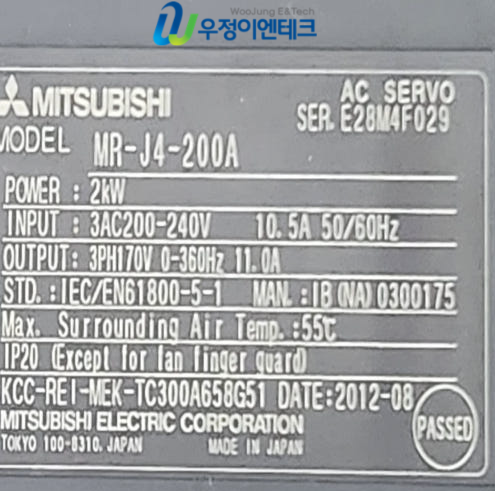 WooJung E&Tech
우정이엔테크
MITSUBISHI
AC SERVO
SER. E28M4F029
MODEL MR-J4-200A
POWER : 2kW
INPUT : 3AC200-240V 10.5A 50/60Hz
OUTPUT: 3PH170V 0-360Hz 11.0A
STD. :IEC/EN61800-5-1 MAN. :IB(NA)0300175
Max. Surrounding Air Temp. :55℃
IP20 (Except for fan finger guard)
KCC-REI-MEK-TC300A658G51 DATE:2012-08
MITSUBISHI ELECTRIC CORPORATION
TOKYO 100-8310, JAPAN MADE IN JAPAN
PASSED